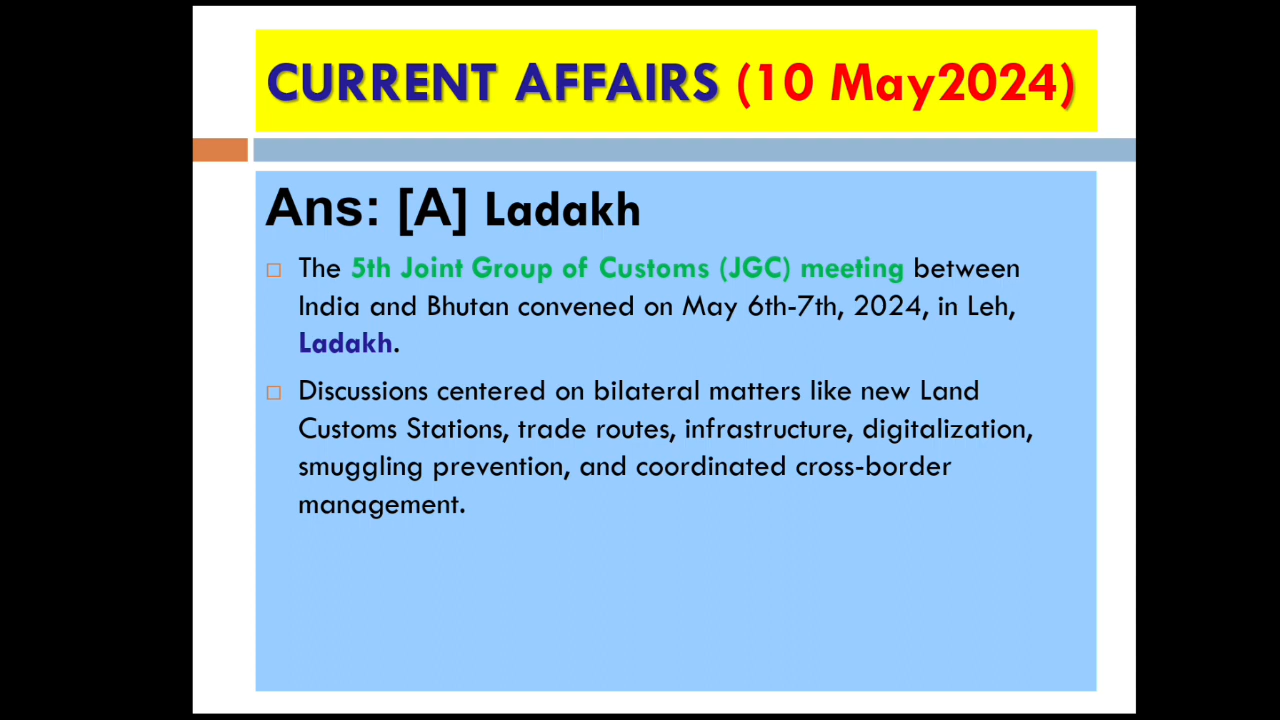 CURRENT AFFAIRS (10 May2024)
Ans: [A] Ladakh
The 5th Joint Group of Customs (JGC) meeting between
India and Bhutan convened on May 6th-7th, 2024, in Leh,
Ladakh.
Discussions centered on bilateral matters like new Land
Customs Stations, trade routes, infrastructure, digitalization,
smuggling prevention, and coordinated cross-border
management.